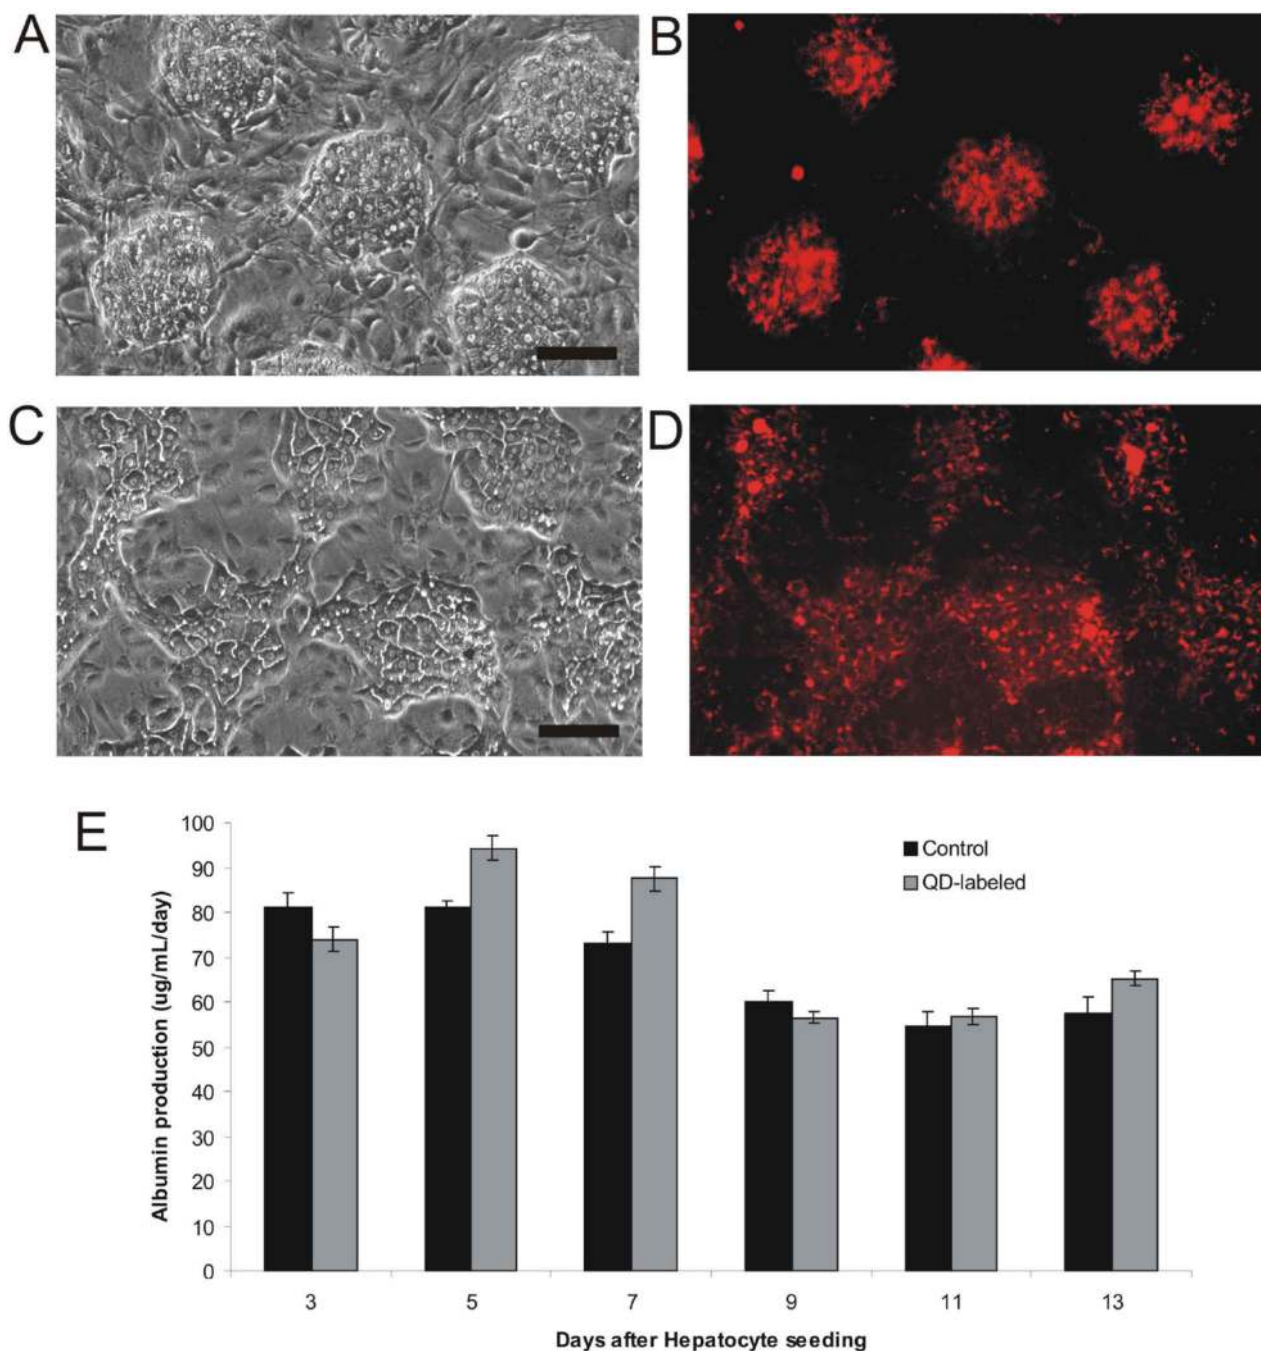 A
B
C
D
E
100
90
80
70
60
50
40
30
20
10
0
Albumin production (ug/mL/day)
Control
QD-labeled
3 5 7 9 11 13
Days after Hepatocyte seeding